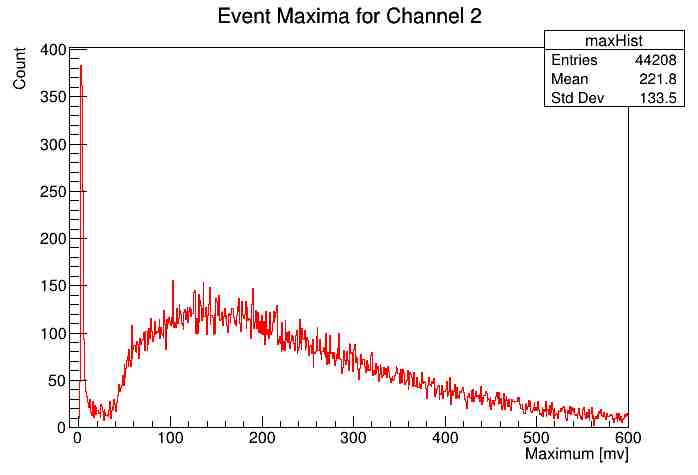 Event Maxima for Channel 2
maxHist
Entries 44208
Mean 221.8
Std Dev 133.5
Count
400
350
300
250
200
150
100
50
0
0 100 200 300 400 500 600
Maximum [mv]